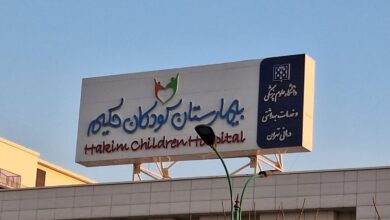 بیمارستان کودکان حکیم
Hakim Children Hospital
دانشگاه علوم پزشکی
و خدمات بهداشتی
درمانی تهران